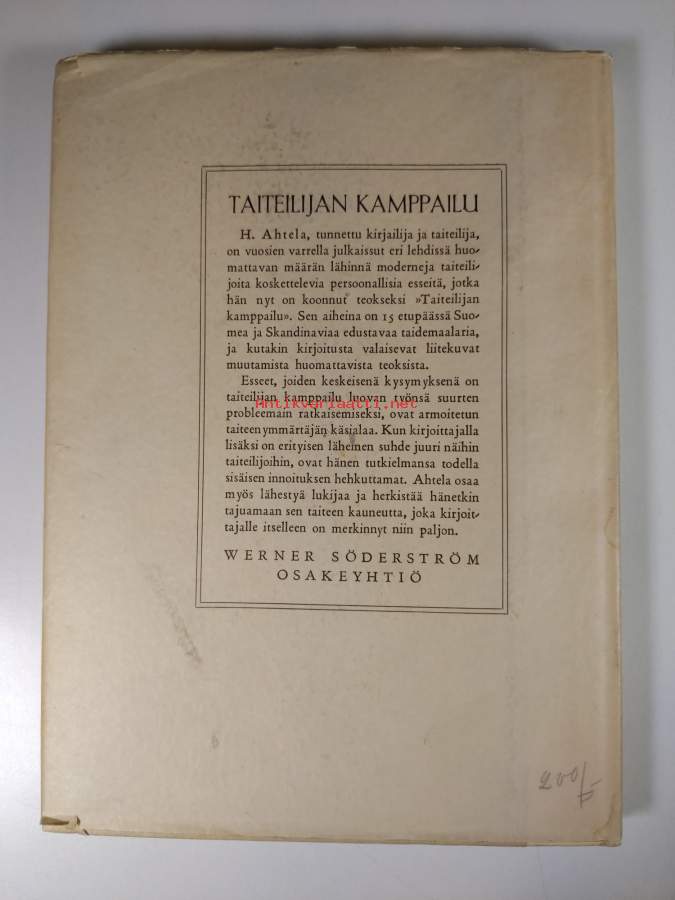 TAITEILIJAN KAMPPAILU
H. Ahtela, tunnettu kirjailija ja taiteilija,
on vuosien varrella julkaissut eri lehdissä huo-
mattavan määrän lähinnä moderneja taiteili-
joita koskettelevia persoonallisia esseitä, jotka
hän nyt on koonnut teokseksi »Taiteilijan
kamppailu». Sen aiheina on 15 etupäässä Suo-
mea ja Skandinaviaa edustavaa taidemaalaria,
ja kutakin kirjoitusta valaisevat liitekuvat
muutamista huomattavista teoksista.
Esseet, joiden keskeisenä kysymyksenä on
taiteilijan kamppailu luovan työnsä suurten
Antikvariaatti.net
probleemain ratkaisemiseksi, ovat armoitetun
taiteenymmärtäjän käsialaa. Kun kirjoittajalla
lisäksi on erityisen läheinen suhde juuri näihin
taiteilijoihin, ovat hänen tutkielmansa todella
sisäisen innoituksen hehkuttamat. Ahtela osaa
myös lähestyä lukijaa ja herkistää hänetkin
tajuamaan sen taiteen kauneutta, joka kirjoit-
tajalle itselleen on merkinnyt niin paljon.
WERNER SÖDERSTRÖM
OSAKEYHTIÖ
200/-